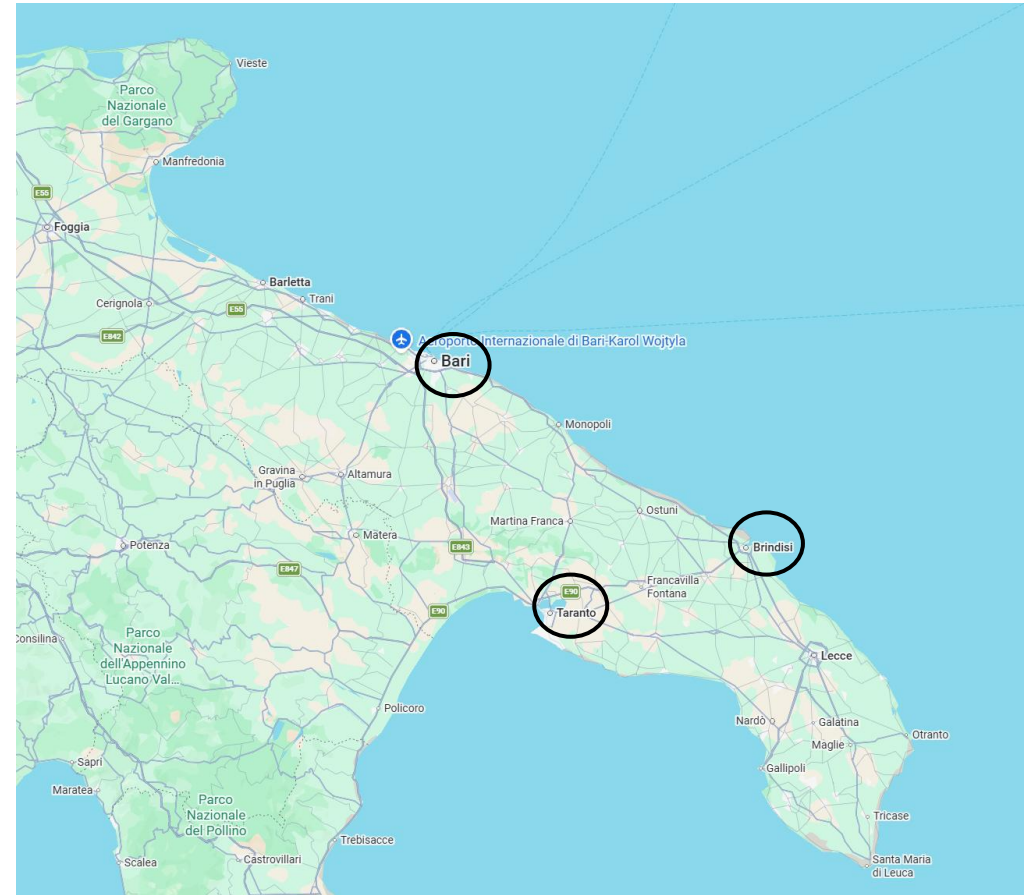 Vieste
Parco
Nazionale
del Gargano
Manfredonia
E55
Foggia
Barletta
Trani
Cerignola
E55
E842
Aeroporto Internazionale di Bari-Karol Wojtyla
Bari
Monopoli
Gravina
in Puglia
Altamura
Ostuni
Martina Franca
Matera
Potenza
E843
Brindisi
E847
Francavilla
Fontana
E90
E90
Taranto
Consilina
Parco
Nazionale
dell'Appennino
Lucano Val...
Lecce
Policoro
Nardò
Galatina
Otranto
Maglie
Sapri
Gallipoli
Maratea
Parco
Nazionale
del Pollino
Tricase
Trebisacce
Scalea
Castrovillari
Santa Maria
di Leuca